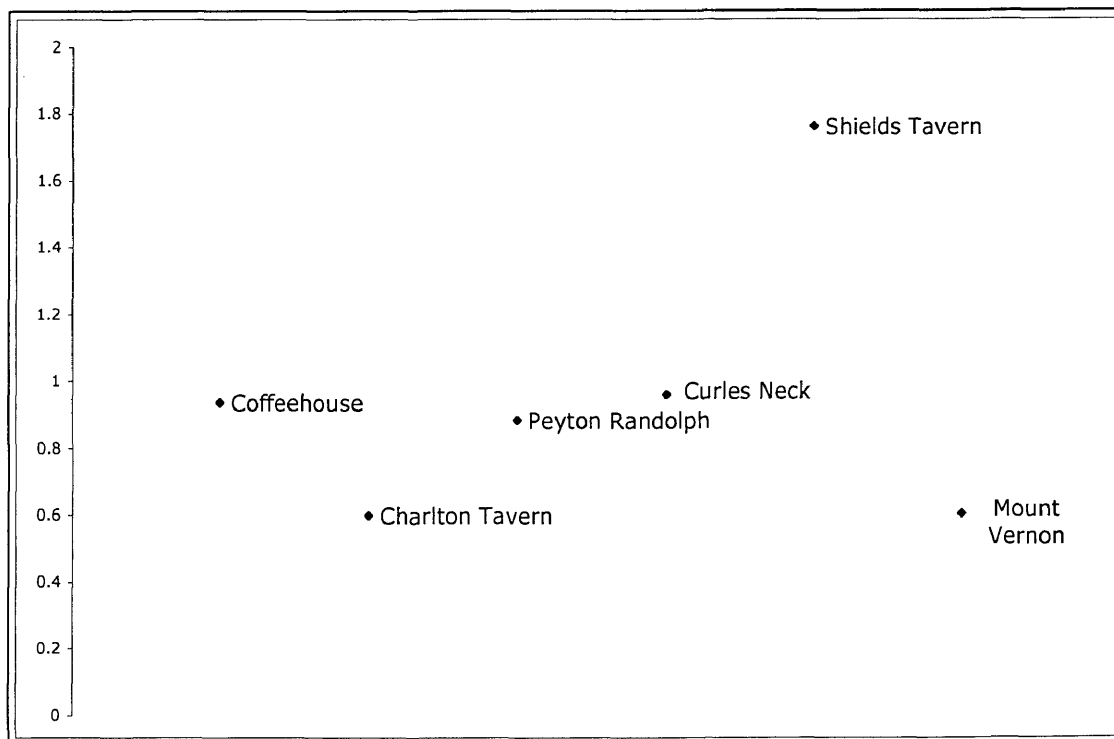 2
1.8
Shields Tavern
1.6
1.4
1.2
1
Curles Neck
Coffeehouse
Peyton Randolph
0.8
0.6
Charlton Tavern
Mount
Vernon
0.4
0.2
0